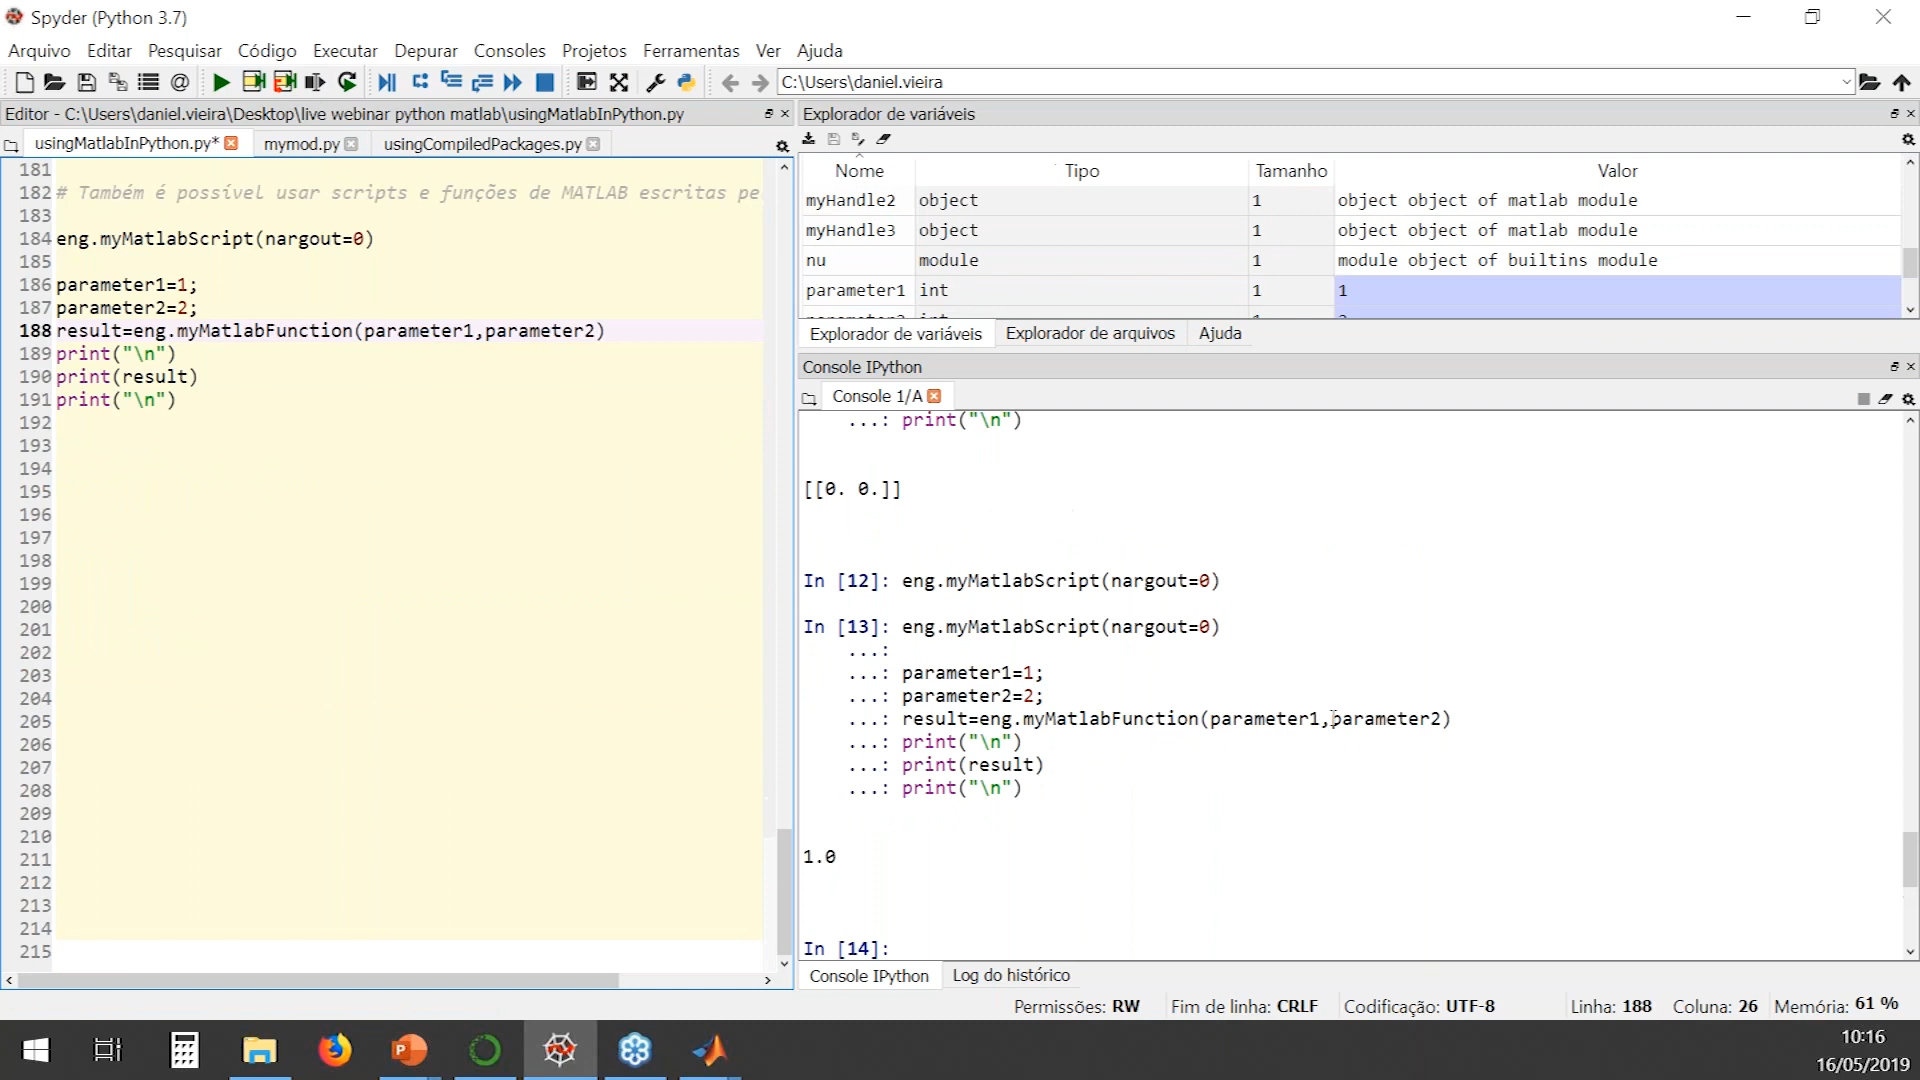 Spyder (Python 3.7)
Arquivo Editar Pesquisar Código Executar Depurar Consoles Projetos Ferramentas Ver Ajuda
C:\Users\daniel.vieira
Editor - C:\Users\daniel.vieira\Desktop\live webinar python matlab\usingMatlabInPython.py
usingMatlabInPython.py* mymod.py usingCompiledPackages.py
181
182 # Também é possível usar scripts e funções de MATLAB escritas pe
183
184 eng.myMatlabScript(nargout=0)
185
186 parameter1=1;
187 parameter2=2;
188 result=eng.myMatlabFunction(parameter1,parameter2)
189 print("\n")
190 print(result)
191 print("\n")
192
193
194
195
196
197
198
199
200
201
202
203
204
205
206
207
208
209
210
211
212
213
214
215
Explorador de variáveis
Nome Tipo Tamanho Valor
myHandle2 object 1 object object of matlab module
myHandle3 object 1 object object of matlab module
nu module 1 module object of builtins module
parameter1 int 1 1
Explorador de variáveis Explorador de arquivos Ajuda
Console IPython
Console 1/A
...: print("\n")
[[0. 0.]]
In [12]: eng.myMatlabScript(nargout=0)
In [13]: eng.myMatlabScript(nargout=0)
...:
...: parameter1=1;
...: parameter2=2;
...: result=eng.myMatlabFunction(parameter1,parameter2)
...: print("\n")
...: print(result)
...: print("\n")
1.0
In [14]:
Console IPython Log do histórico
Permissões: RW Fim de linha: CRLF Codificação: UTF-8 Linha: 188 Coluna: 26 Memória: 61 %
10:16
16/05/2019